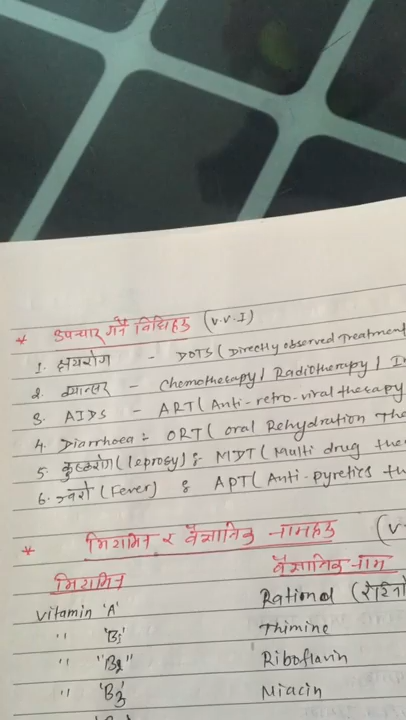 * उपचार गर्ने विधिहरु (v.v.I)
1. क्षयरोग - DOTS (Directly observed Treatment
2. क्यान्सर - Chemotherapy / Radiotherapy /
3. AIDS - ART (Anti-retro-viral therapy
4. Diarrhoea :- ORT (oral Rehydration The
5. कुष्ठरोग (leprosy) :- MDT (Multi drug the
6. ज्वरो (Fever) :- APT (Anti-pyretics th
* भिटामिन र वैज्ञानिक नामहरु (v.
भिटामिन वैज्ञानिक नाम
vitamin 'A' Rational (रेटिनो
" 'B1' Thimine
" "B2" Riboflavin
" 'B3' Niacin